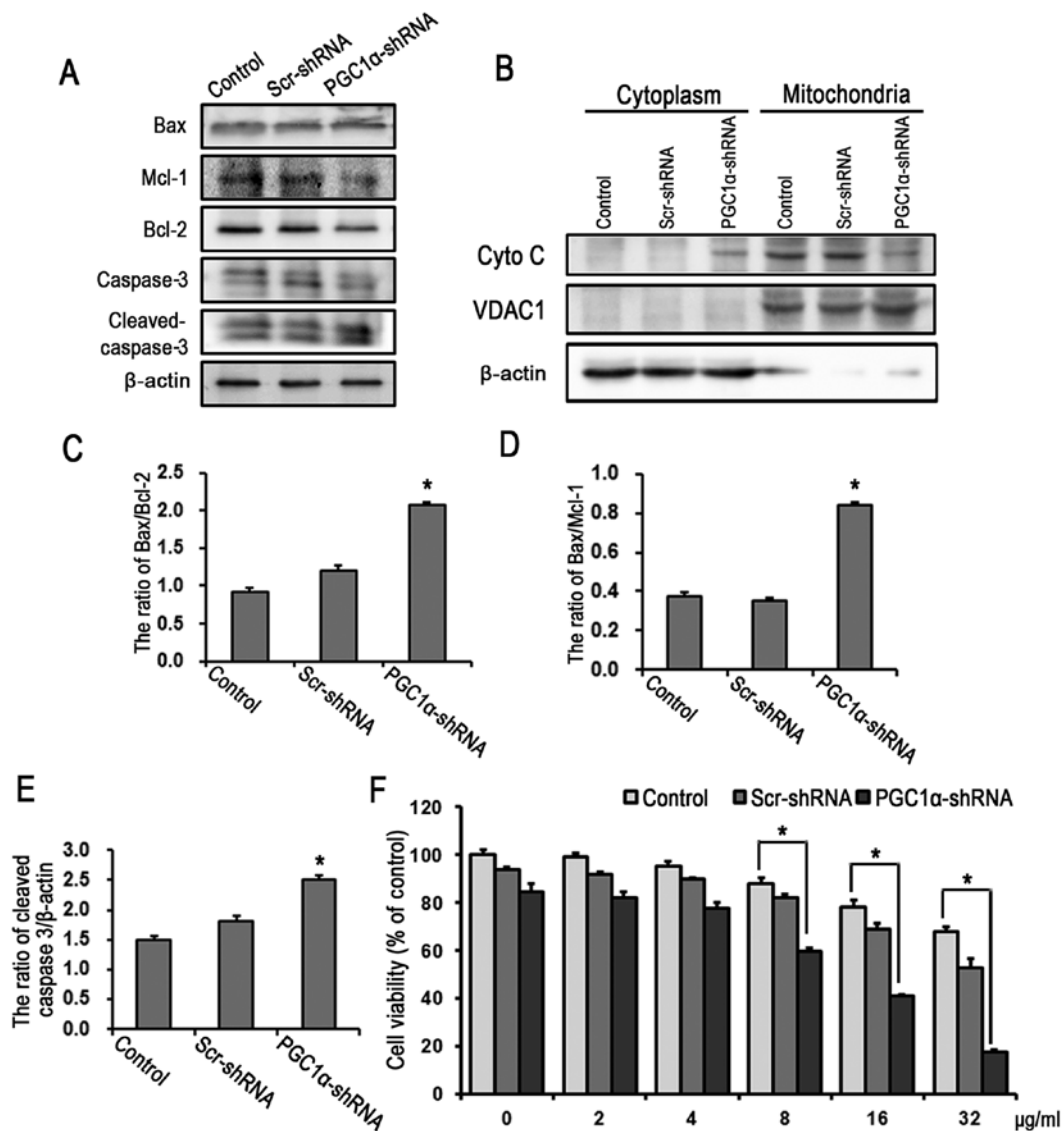 A
Control
Scr-shRNA
PGC1α-shRNA
Bax
Mcl-1
Bcl-2
Caspase-3
Cleaved-
caspase-3
β-actin
B
Cytoplasm
Mitochondria
Control
Scr-shRNA
PGC1α-shRNA
Control
Scr-shRNA
PGC1α-shRNA
Cyto C
VDAC1
β-actin
C
The ratio of Bax/Bcl-2
2.5
2.0
1.5
1.0
0.5
0.0
*
Control
Scr-shRNA
PGC1α-shRNA
D
The ratio of Bax/Mcl-1
1.0
0.8
0.6
0.4
0.2
0.0
*
Control
Scr-shRNA
PGC1α-shRNA
E
The ratio of cleaved
caspase 3/β-actin
3.0
2.5
2.0
1.5
1.0
0.5
0.0
*
Control
Scr-shRNA
PGC1α-shRNA
F
Control Scr-shRNA PGC1α-shRNA
Cell viability (% of control)
120
100
80
60
40
20
0
*
*
*
0 2 4 8 16 32 μg/ml